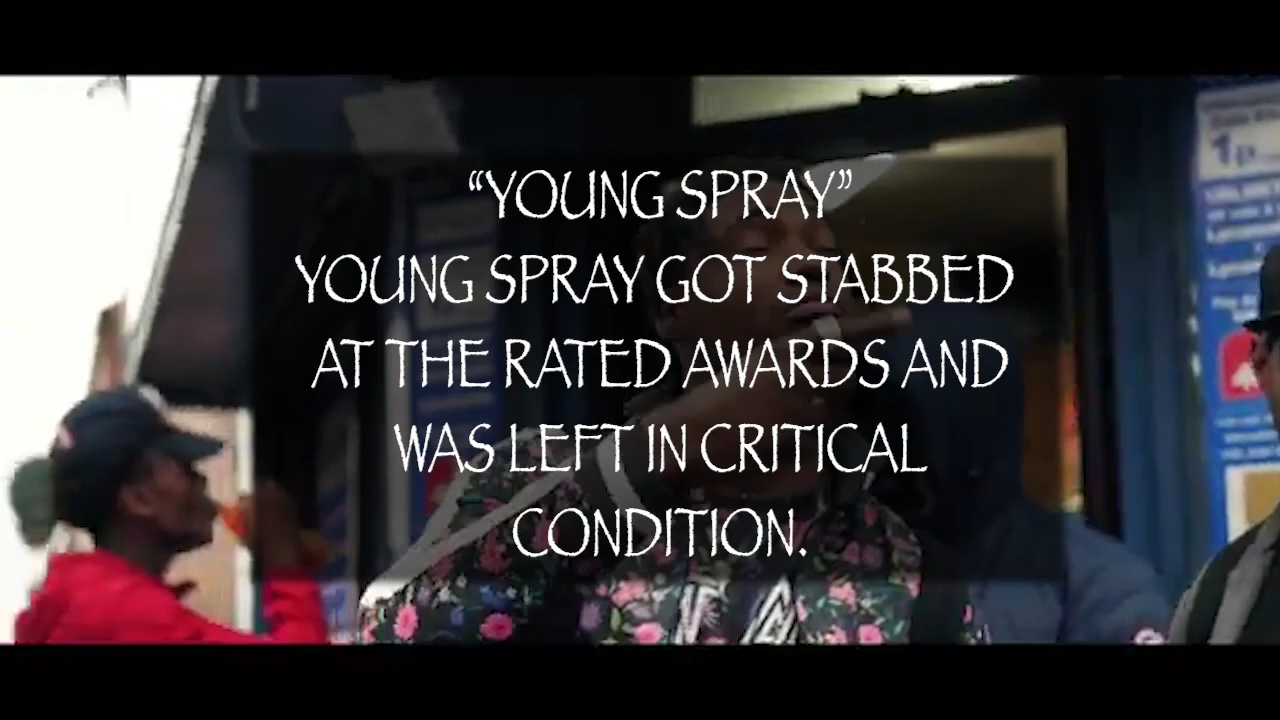 “YOUNG SPRAY”
YOUNG SPRAY GOT STABBED
AT THE RATED AWARDS AND
WAS LEFT IN CRITICAL
CONDITION.